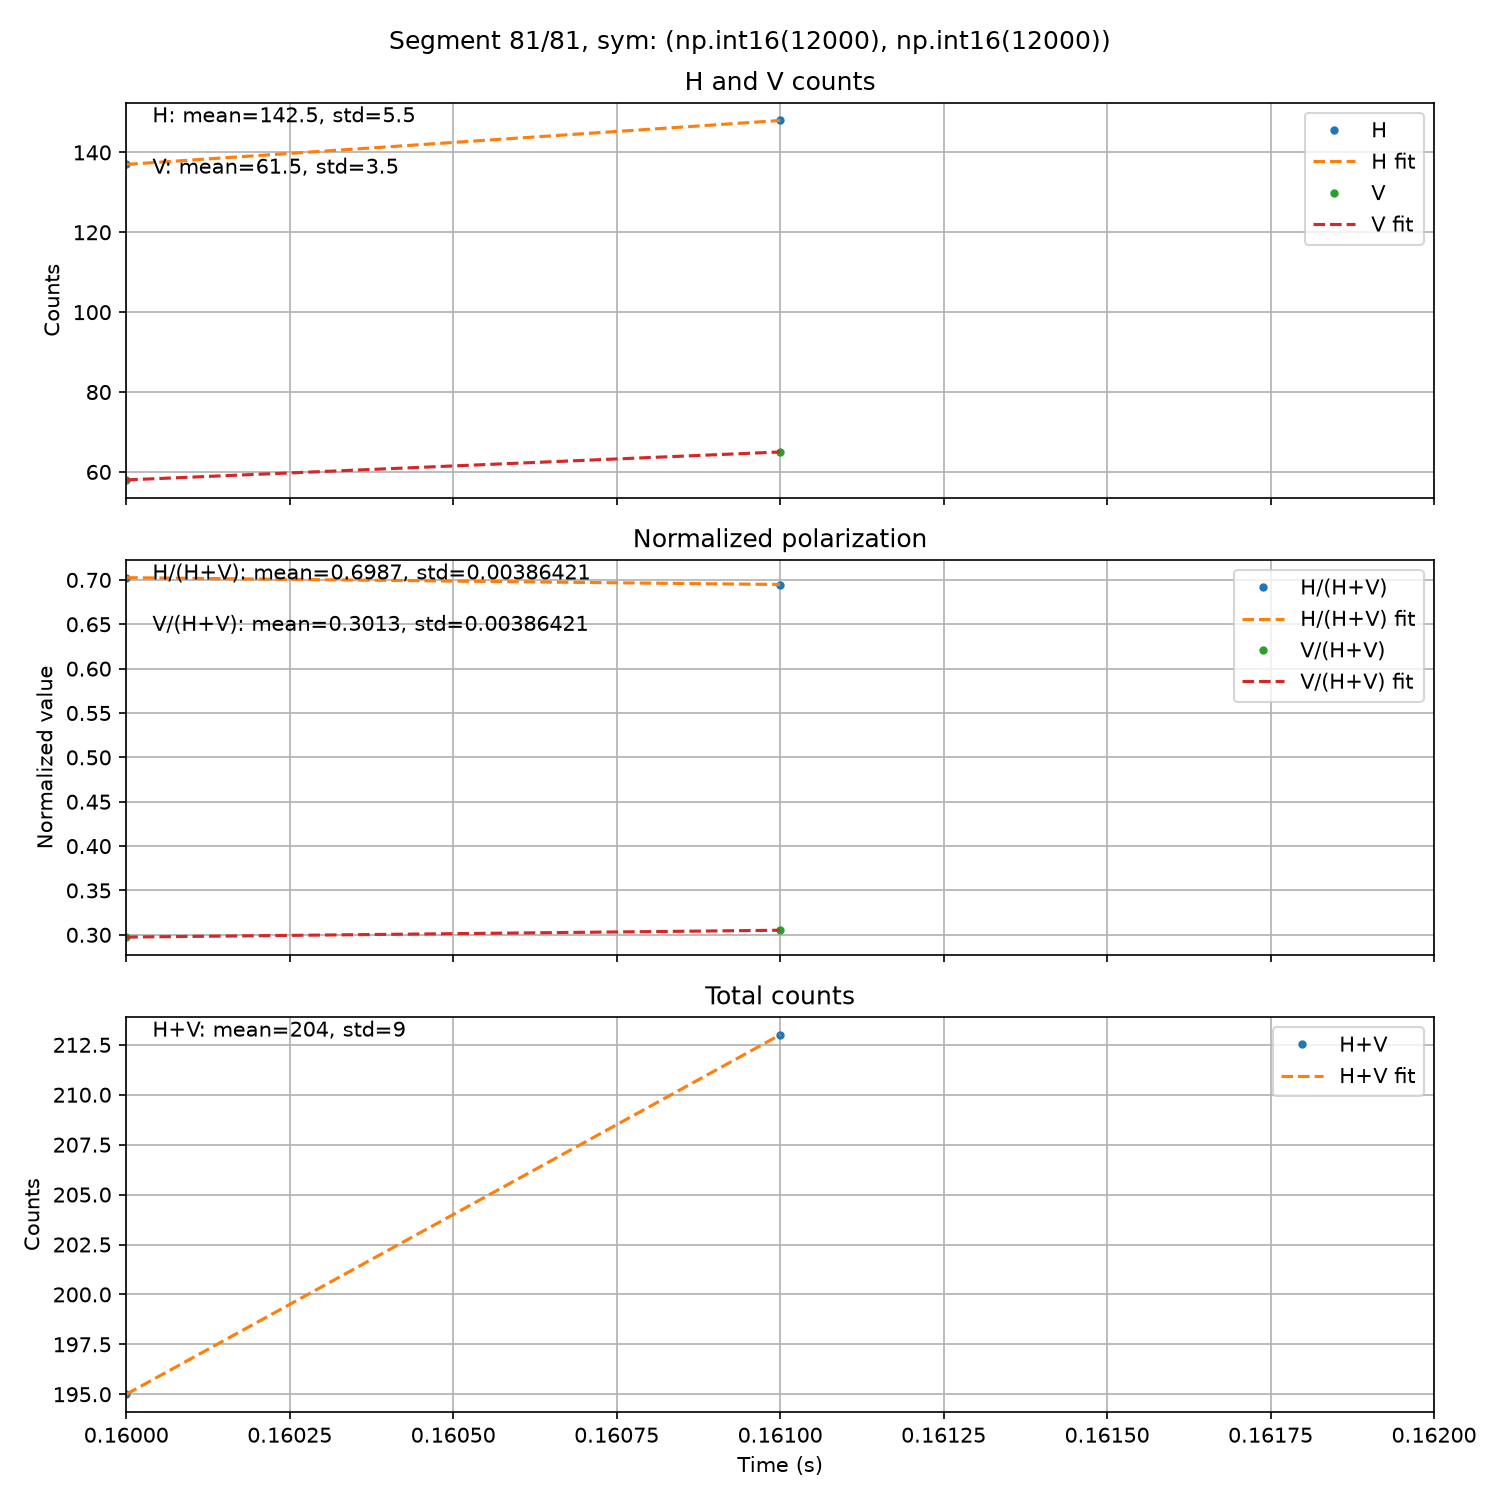 Segment 81/81, sym: (np.int16(12000), np.int16(12000))
H and V counts
H: mean=142.5, std=5.5
V: mean=61.5, std=3.5
H
H fit
V
V fit
140
120
100
80
60
Counts
Normalized polarization
H/(H+V): mean=0.6987, std=0.00386421
V/(H+V): mean=0.3013, std=0.00386421
H/(H+V)
H/(H+V) fit
V/(H+V)
V/(H+V) fit
0.70
0.65
0.60
0.55
0.50
0.45
0.40
0.35
0.30
Normalized value
Total counts
H+V: mean=204, std=9
H+V
H+V fit
212.5
210.0
207.5
205.0
202.5
200.0
197.5
195.0
Counts
0.16000 0.16025 0.16050 0.16075 0.16100 0.16125 0.16150 0.16175 0.16200
Time (s)